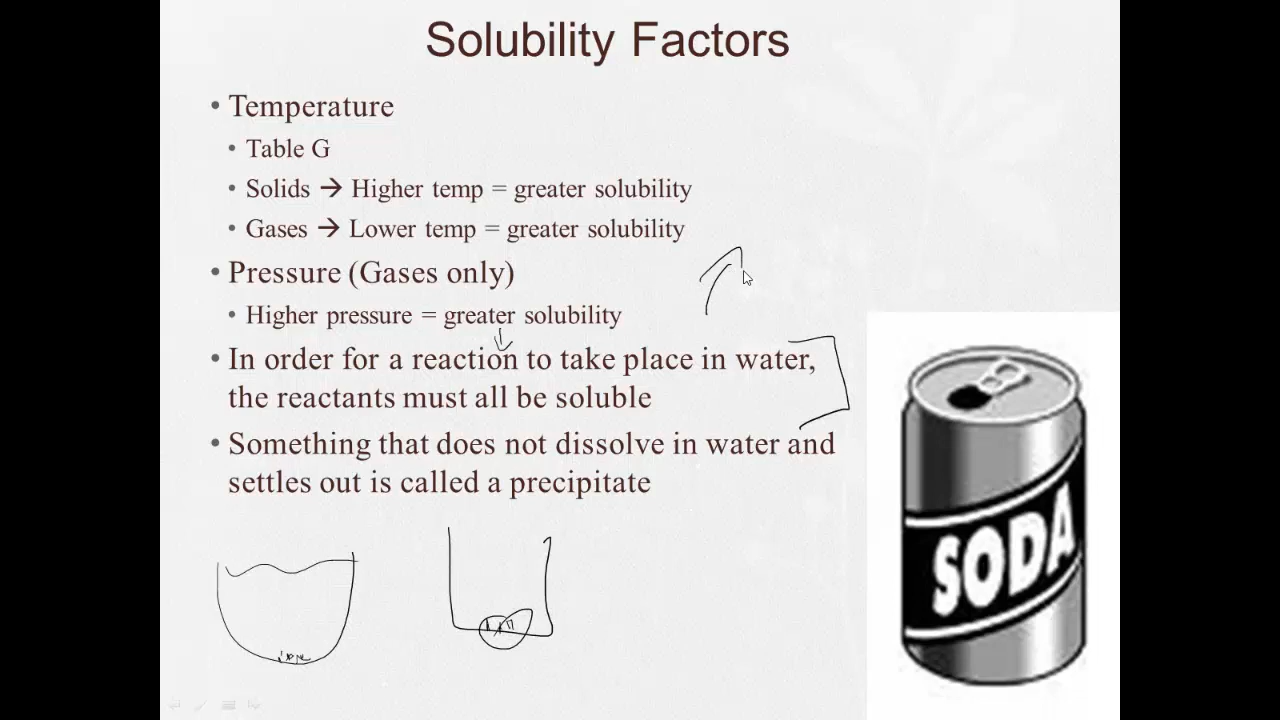 Solubility Factors
• Temperature
• Table G
• Solids → Higher temp = greater solubility
• Gases → Lower temp = greater solubility
• Pressure (Gases only)
• Higher pressure = greater solubility
• In order for a reaction to take place in water,
the reactants must all be soluble
• Something that does not dissolve in water and
settles out is called a precipitate
SODA